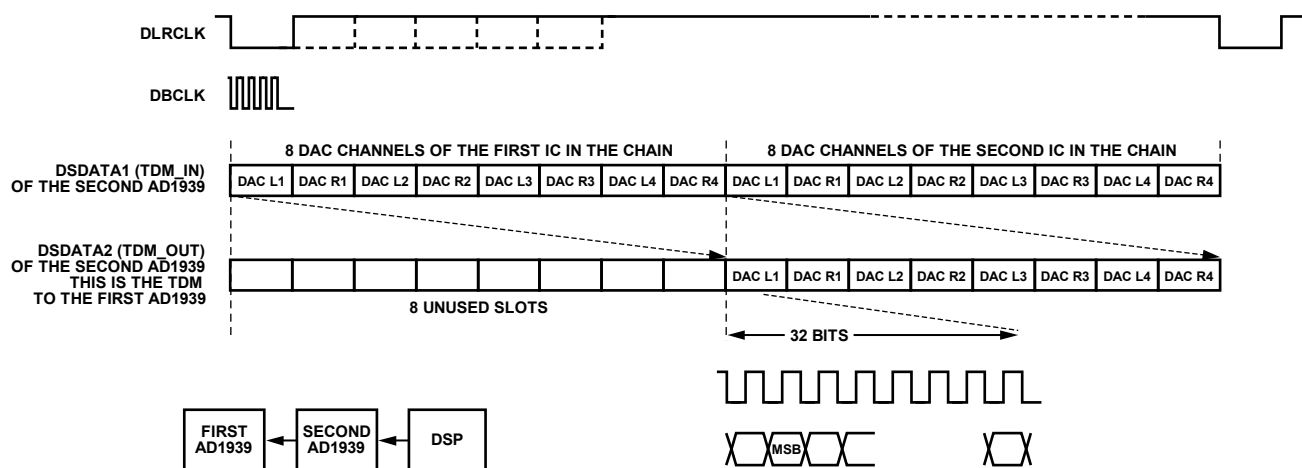 DLRCLK
DBCLK
8 DAC CHANNELS OF THE FIRST IC IN THE CHAIN
8 DAC CHANNELS OF THE SECOND IC IN THE CHAIN
DSDATA1 (TDM_IN)
OF THE SECOND AD1939
DAC L1 DAC R1 DAC L2 DAC R2 DAC L3 DAC R3 DAC L4 DAC R4 DAC L1 DAC R1 DAC L2 DAC R2 DAC L3 DAC R3 DAC L4 DAC R4
DSDATA2 (TDM_OUT)
OF THE SECOND AD1939
THIS IS THE TDM
TO THE FIRST AD1939
DAC L1 DAC R1 DAC L2 DAC R2 DAC L3 DAC R3 DAC L4 DAC R4
8 UNUSED SLOTS
32 BITS
FIRST
AD1939
SECOND
AD1939
DSP
MSB